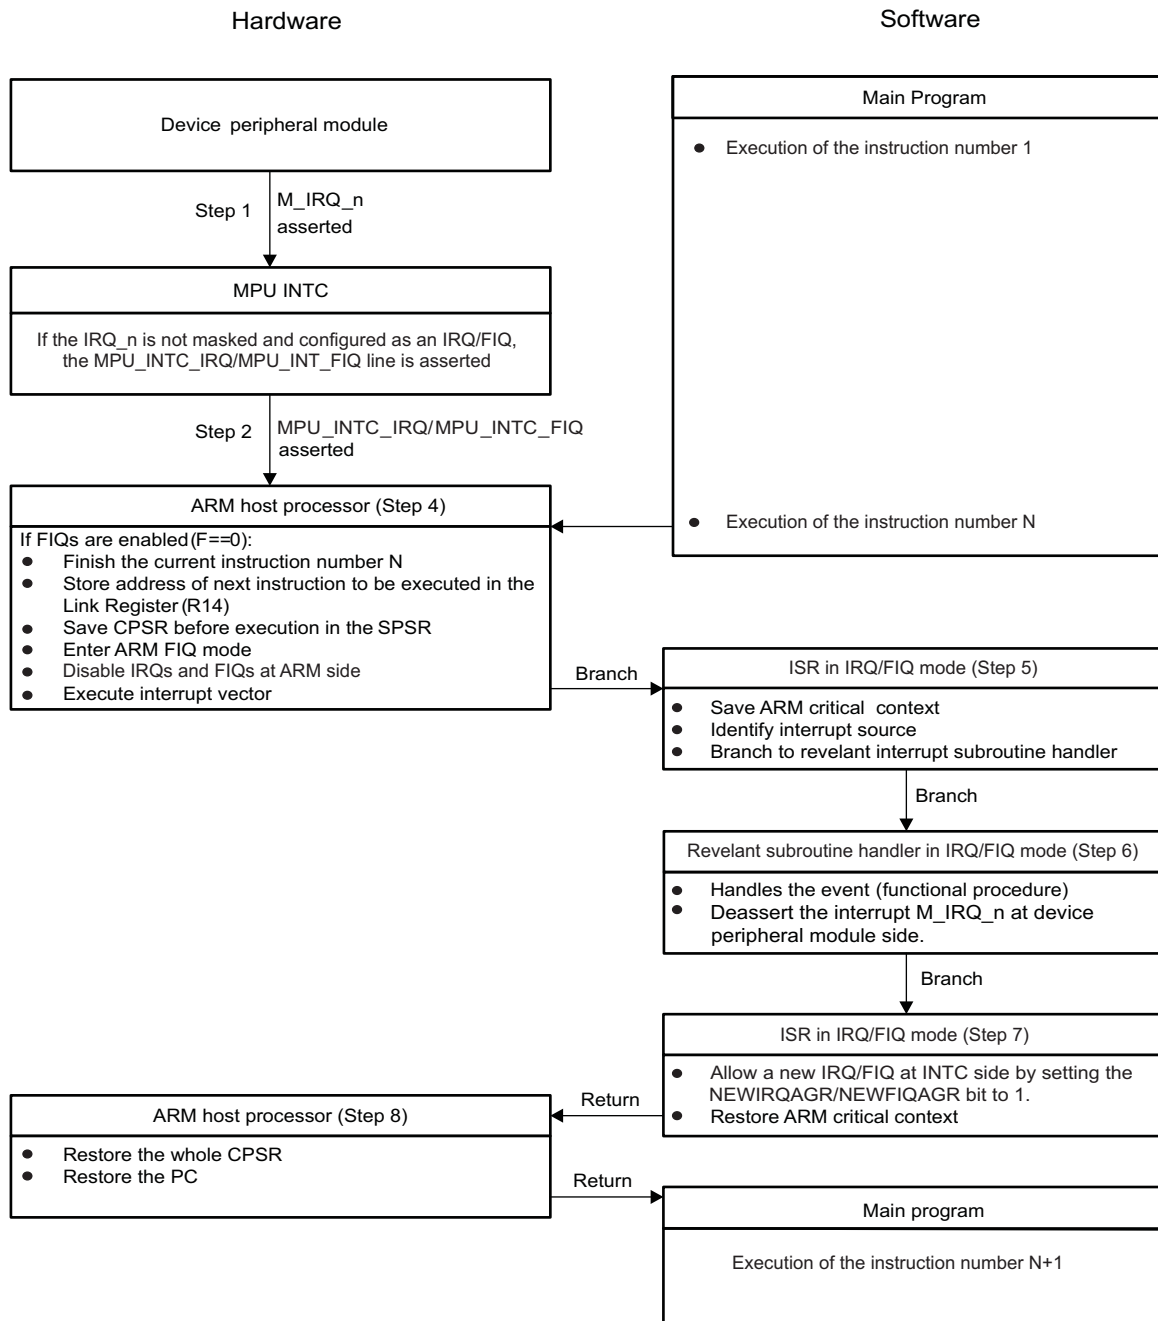 Hardware
Software
Device peripheral module
Step 1
M_IRQ_n
asserted
MPU INTC
If the IRQ_n is not masked and configured as an IRQ/FIQ,
the MPU_INTC_IRQ/MPU_INT_FIQ line is asserted
Step 2
MPU_INTC_IRQ/MPU_INTC_FIQ
asserted
Main Program
● Execution of the instruction number 1
● Execution of the instruction number N
ARM host processor (Step 4)
If FIQs are enabled (F==0):
● Finish the current instruction number N
● Store address of next instruction to be executed in the
Link Register (R14)
● Save CPSR before execution in the SPSR
● Enter ARM FIQ mode
● Disable IRQs and FIQs at ARM side
● Execute interrupt vector
Branch
ISR in IRQ/FIQ mode (Step 5)
● Save ARM critical context
● Identify interrupt source
● Branch to revelant interrupt subroutine handler
Branch
Revelant subroutine handler in IRQ/FIQ mode (Step 6)
● Handles the event (functional procedure)
● Deassert the interrupt M_IRQ_n at device
peripheral module side.
Branch
ISR in IRQ/FIQ mode (Step 7)
● Allow a new IRQ/FIQ at INTC side by setting the
NEWIRQAGR/NEWFIQAGR bit to 1.
● Restore ARM critical context
Return
ARM host processor (Step 8)
● Restore the whole CPSR
● Restore the PC
Return
Main program
Execution of the instruction number N+1